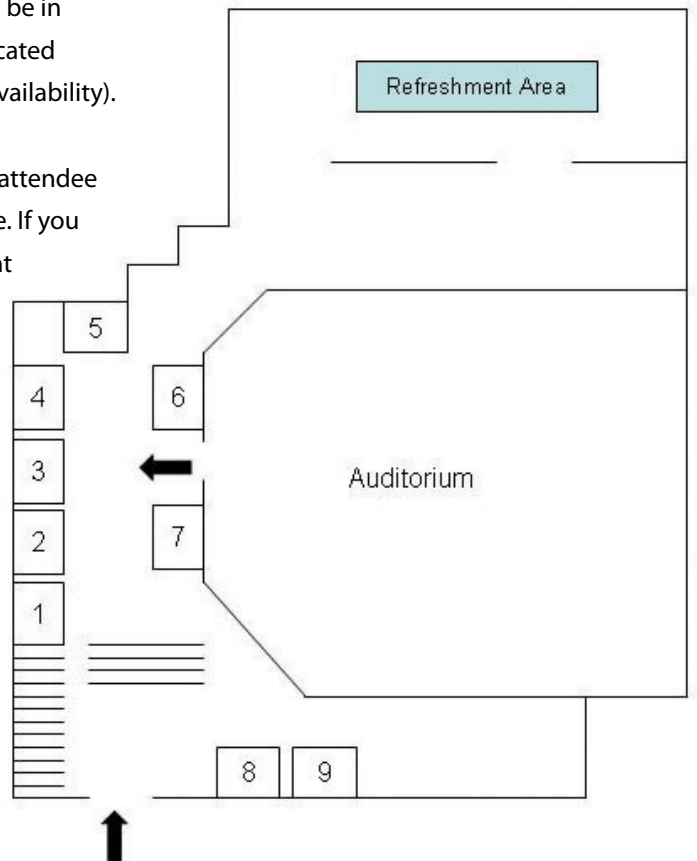 be in
cated
vailability).
attendee
e. If you
nt
Refreshment Area
5
4
6
3
Auditorium
2
7
1
8
9